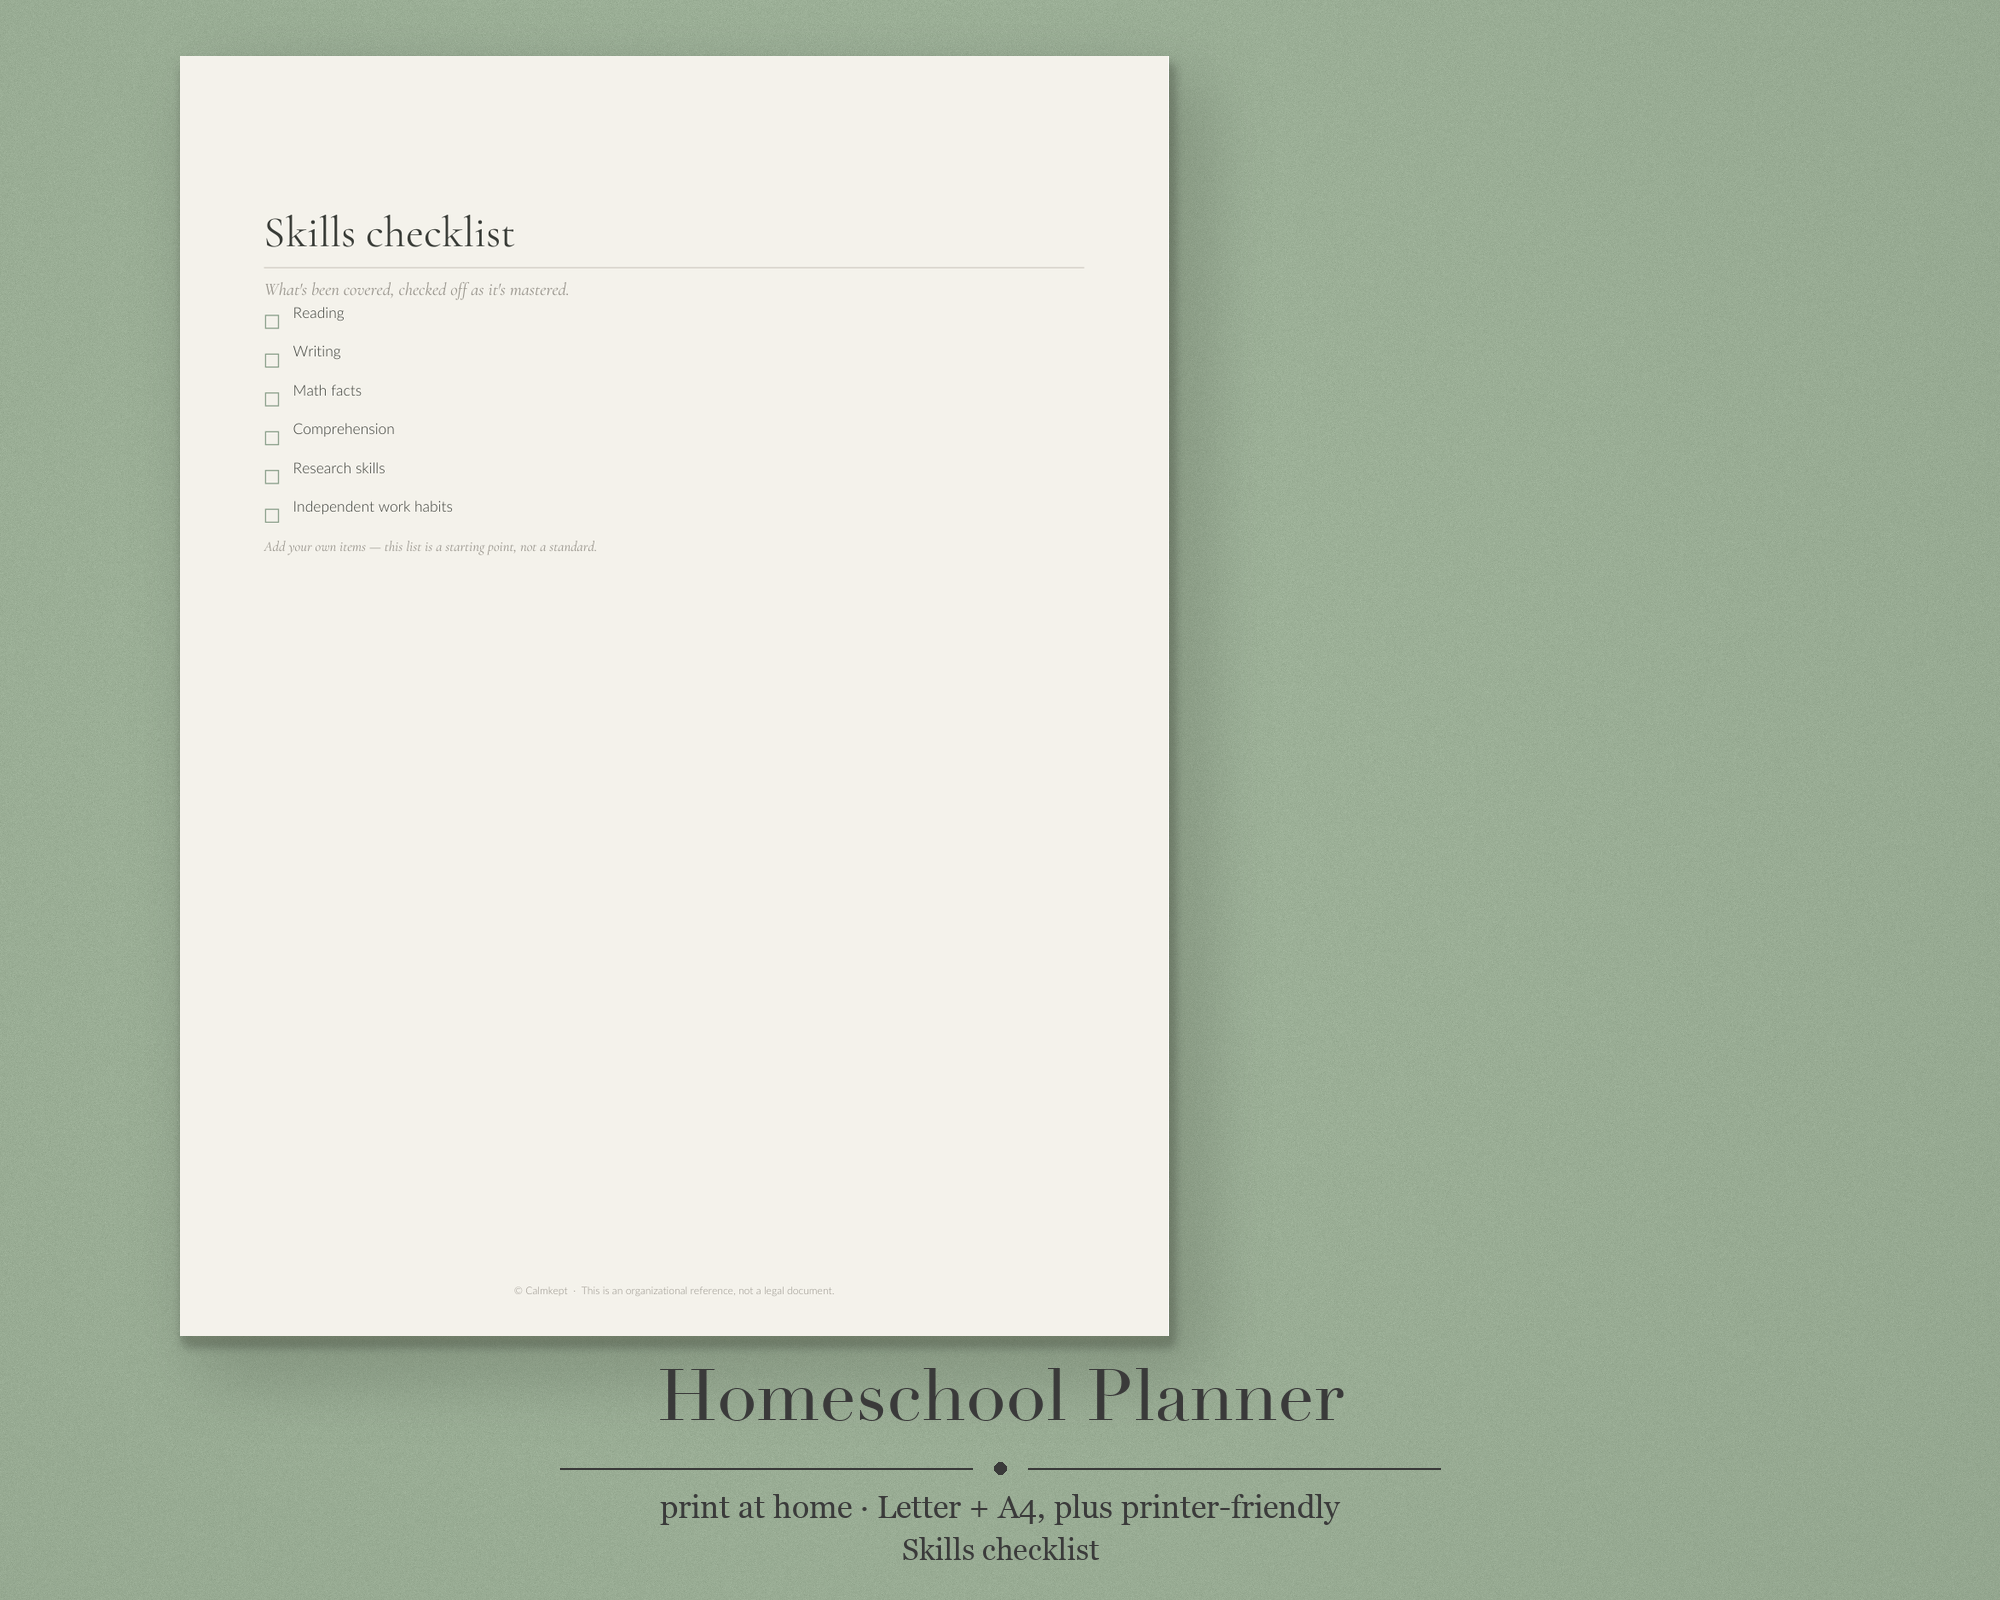 Skills checklist
What's been covered, checked off as it's mastered.
Reading
Writing
Math facts
Comprehension
Research skills
Independent work habits
Add your own items — this list is a starting point, not a standard.
© Calmkept · This is an organizational reference, not a legal document.
Homeschool Planner
print at home · Letter + A4, plus printer-friendly
Skills checklist